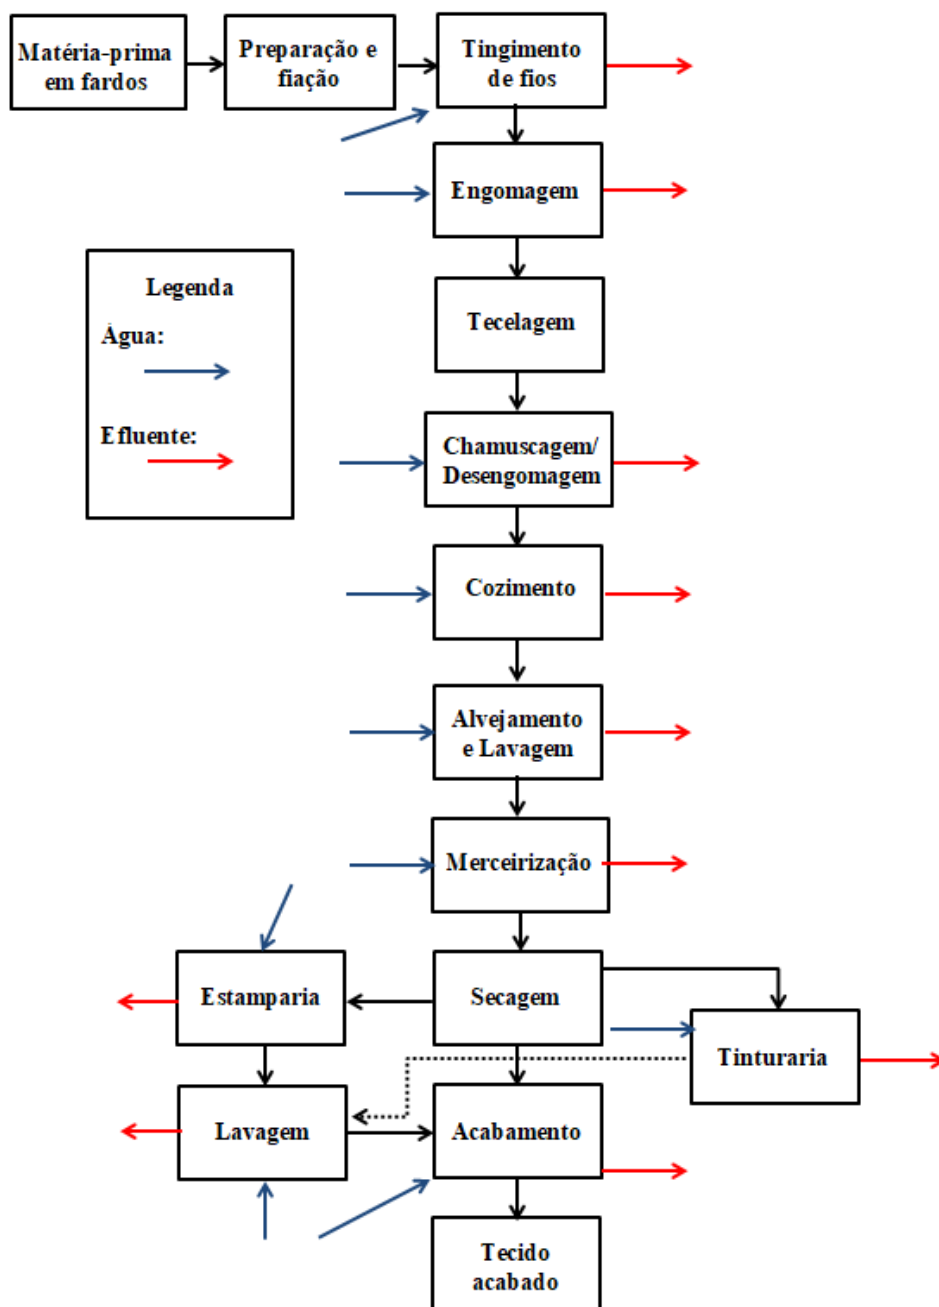 Matéria-prima
em fardos
Preparação e
fiação
Tingimento
de fios
Engomagem
Legenda
Água:
Efluente:
Tecelagem
Chamuscagem/
Desengomagem
Cozimento
Alvejamento
e Lavagem
Merceirização
Estamparia
Secagem
Tinturaria
Lavagem
Acabamento
Tecido
acabado